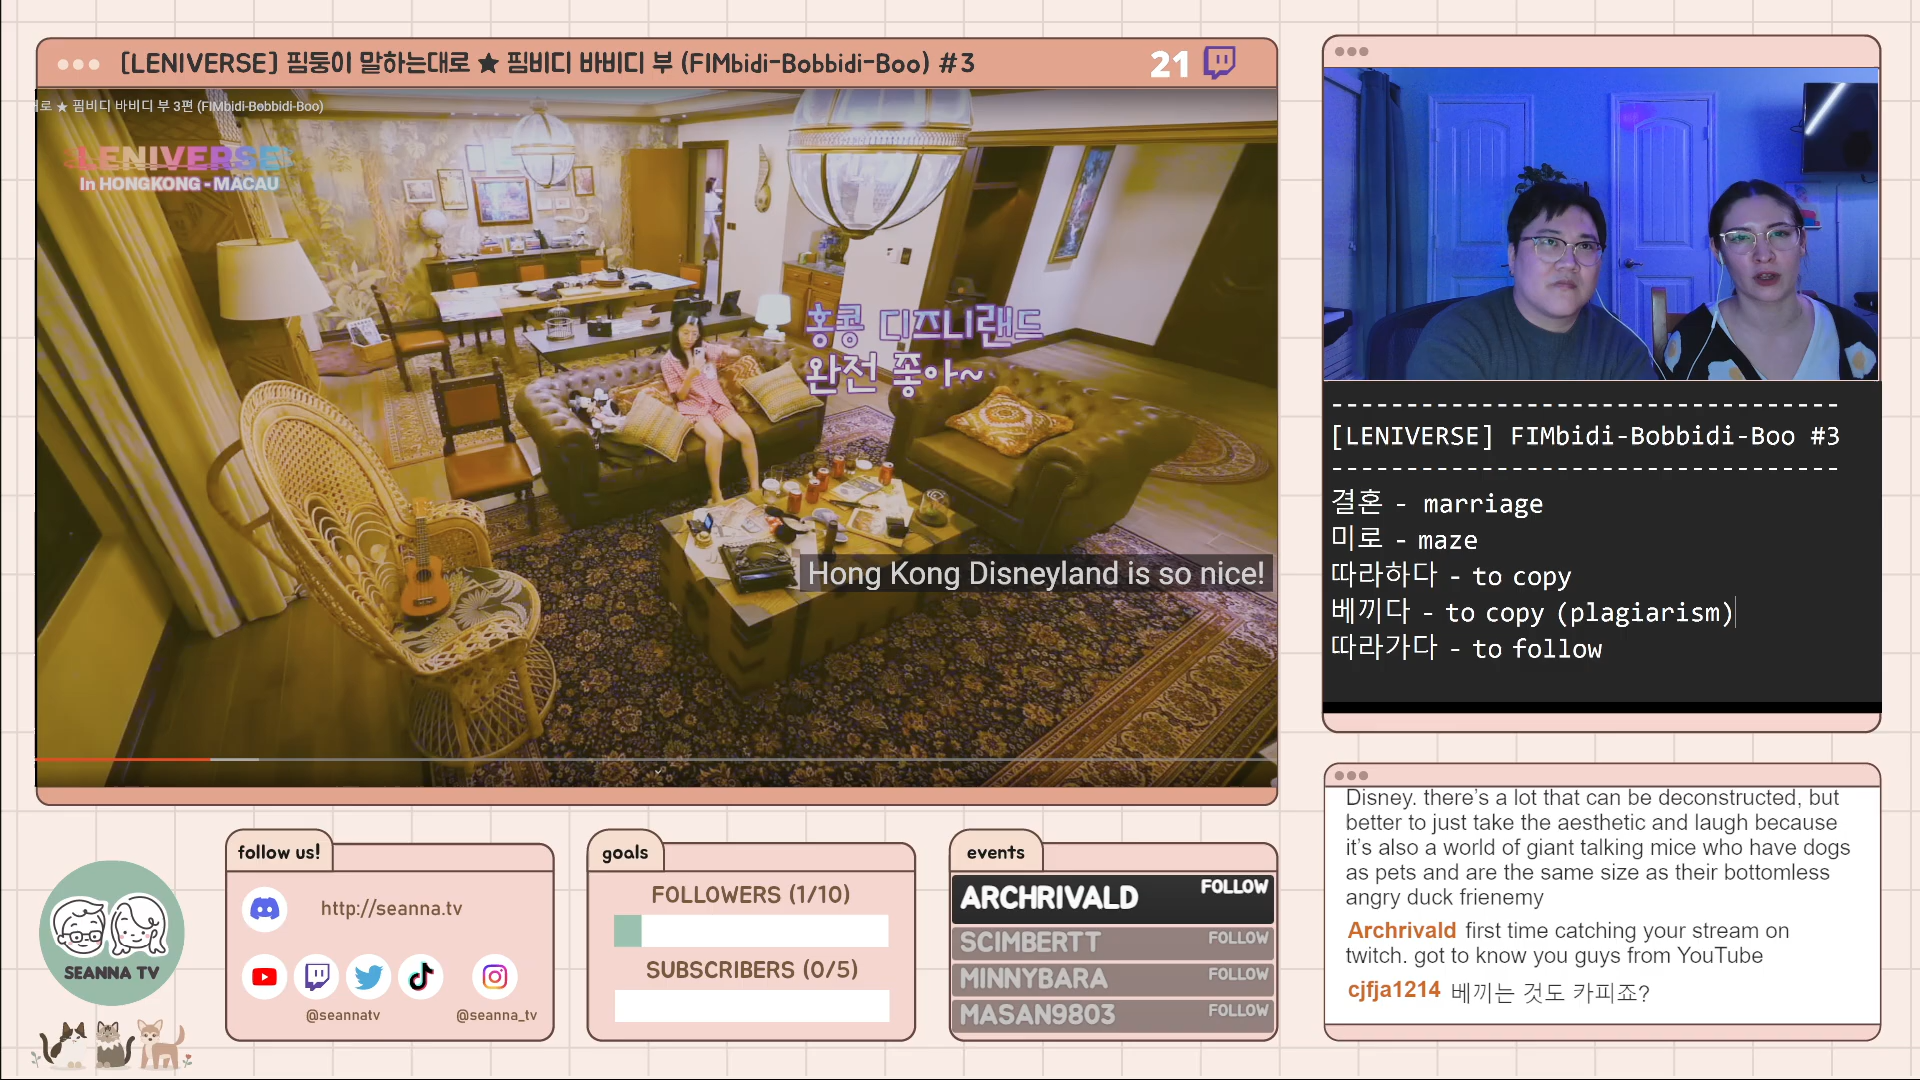 [LENIVERSE] 핌둥이 말하는대로 ★ 핌비디 바비디 부 (FIMbidi-Bobbidi-Boo) #3
21
로 ★ 핌비디 바비디 부 3편 (FIMbidi-Bobbidi-Boo)
LENIVERSE
In HONGKONG - MACAU
홍콩 디즈니랜드
완전 좋아~
Hong Kong Disneyland is so nice!
----------------------------------
[LENIVERSE] FIMbidi-Bobbidi-Boo #3
----------------------------------
결혼 - marriage
미로 - maze
따라하다 - to copy
베끼다 - to copy (plagiarism)
따라가다 - to follow
Disney. there's a lot that can be deconstructed, but
better to just take the aesthetic and laugh because
it's also a world of giant talking mice who have dogs
as pets and are the same size as their bottomless
angry duck frienemy
Archrivald first time catching your stream on
twitch. got to know you guys from YouTube
cjfja1214 베끼는 것도 카피죠?
SEANNA TV
follow us!
http://seanna.tv
@seannatv
@seanna_tv
goals
FOLLOWERS (1/10)
SUBSCRIBERS (0/5)
events
ARCHRIVALD FOLLOW
SCIMBERTT FOLLOW
MINNYBARA FOLLOW
MASAN9803 FOLLOW